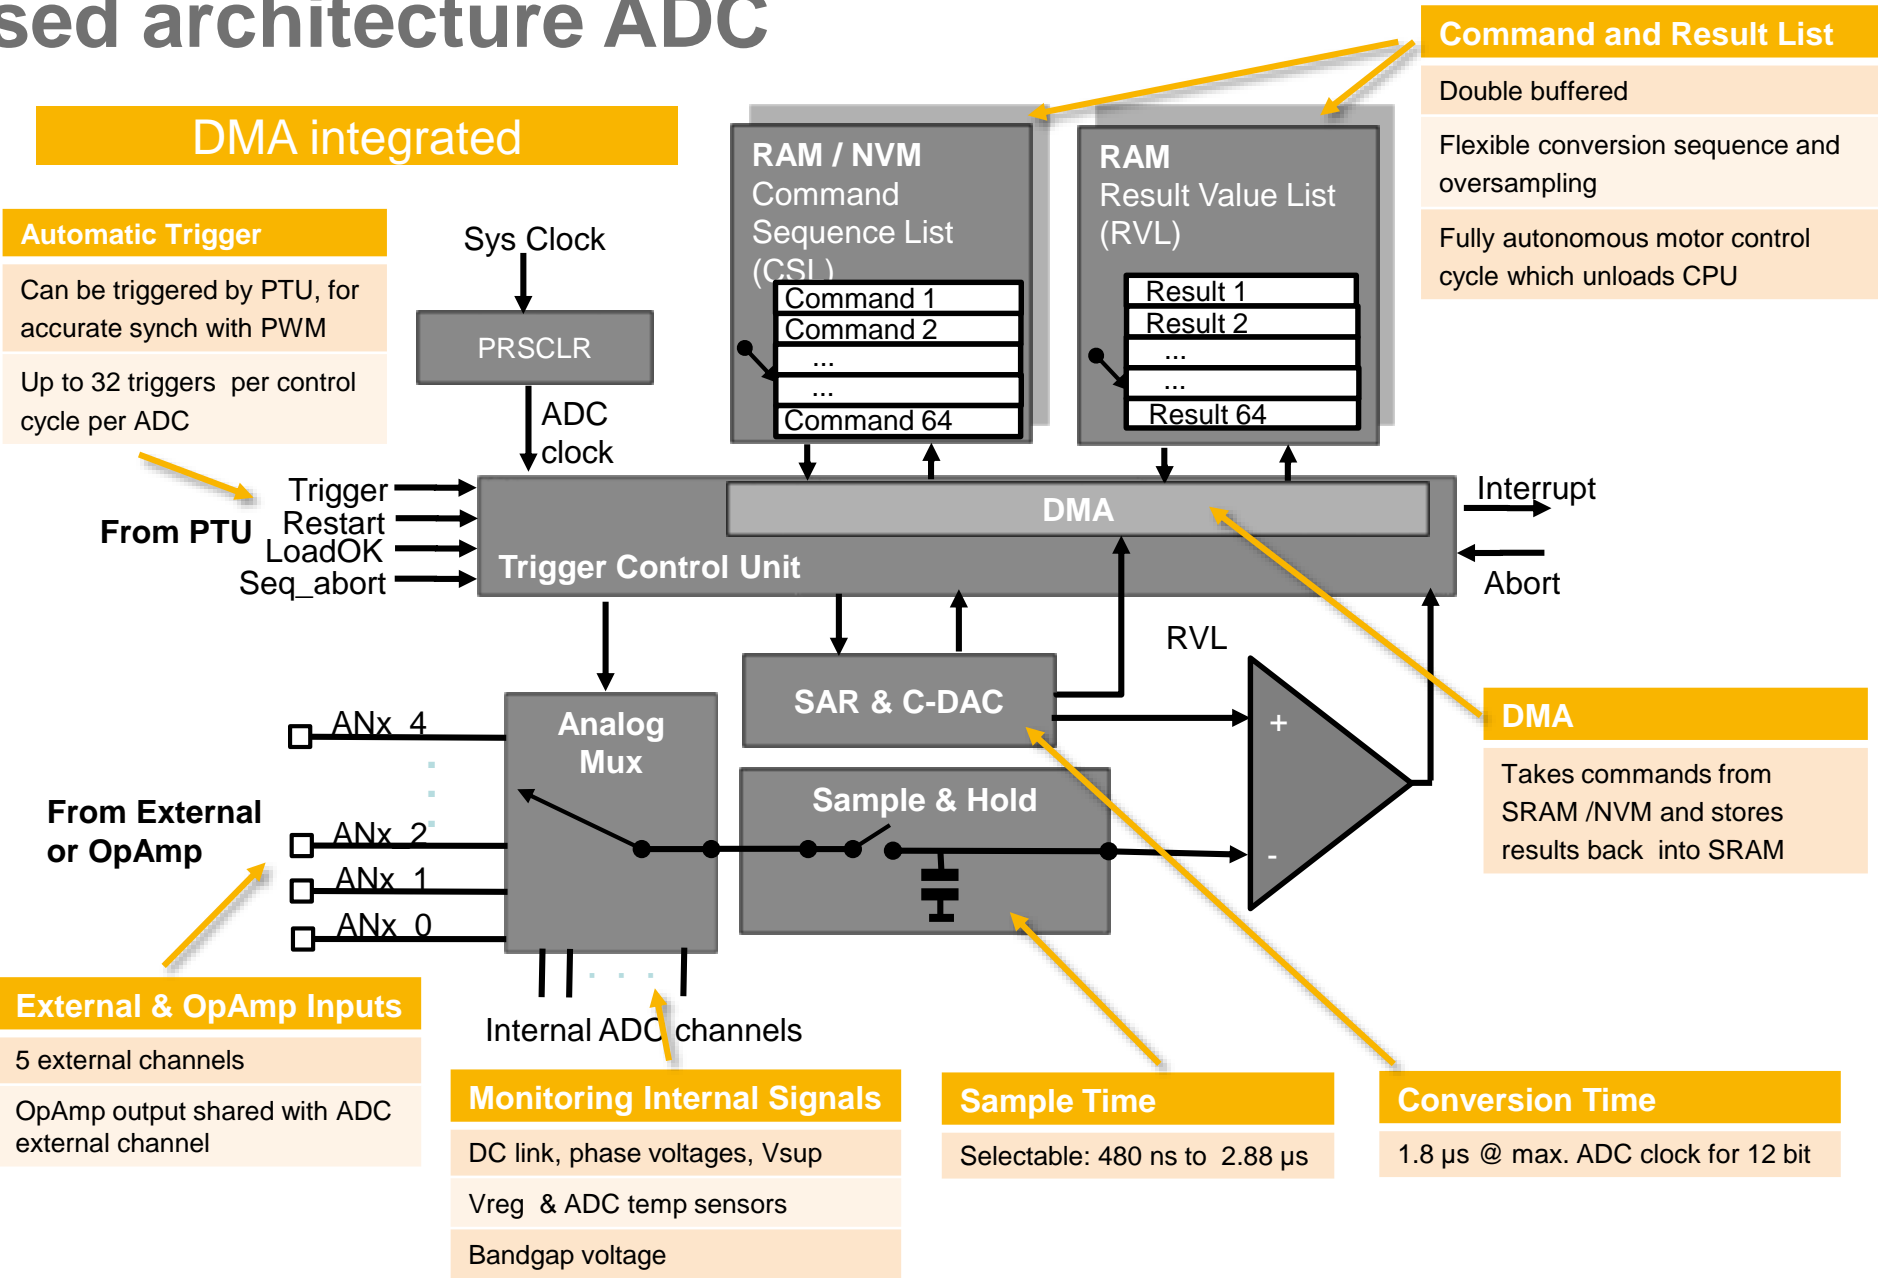 sed architecture ADC
DMA integrated
Automatic Trigger
Can be triggered by PTU, for
accurate synch with PWM
Up to 32 triggers per control
cycle per ADC
Sys Clock
PRSCLR
ADC
clock
RAM / NVM
Command
Sequence List
(CSL)
Command 1
Command 2
...
...
Command 64
RAM
Result Value List
(RVL)
Result 1
Result 2
...
...
Result 64
Command and Result List
Double buffered
Flexible conversion sequence and
oversampling
Fully autonomous motor control
cycle which unloads CPU
From PTU
Trigger
Restart
LoadOK
Seq_abort
DMA
Trigger Control Unit
Interrupt
Abort
RVL
SAR & C-DAC
Analog
Mux
Sample & Hold
+
-
ANx_4
ANx_2
ANx_1
ANx_0
From External
or OpAmp
DMA
Takes commands from
SRAM /NVM and stores
results back into SRAM
Internal ADC channels
External & OpAmp Inputs
5 external channels
OpAmp output shared with ADC
external channel
Monitoring Internal Signals
DC link, phase voltages, Vsup
Vreg & ADC temp sensors
Bandgap voltage
Sample Time
Selectable: 480 ns to 2.88 µs
Conversion Time
1.8 µs @ max. ADC clock for 12 bit